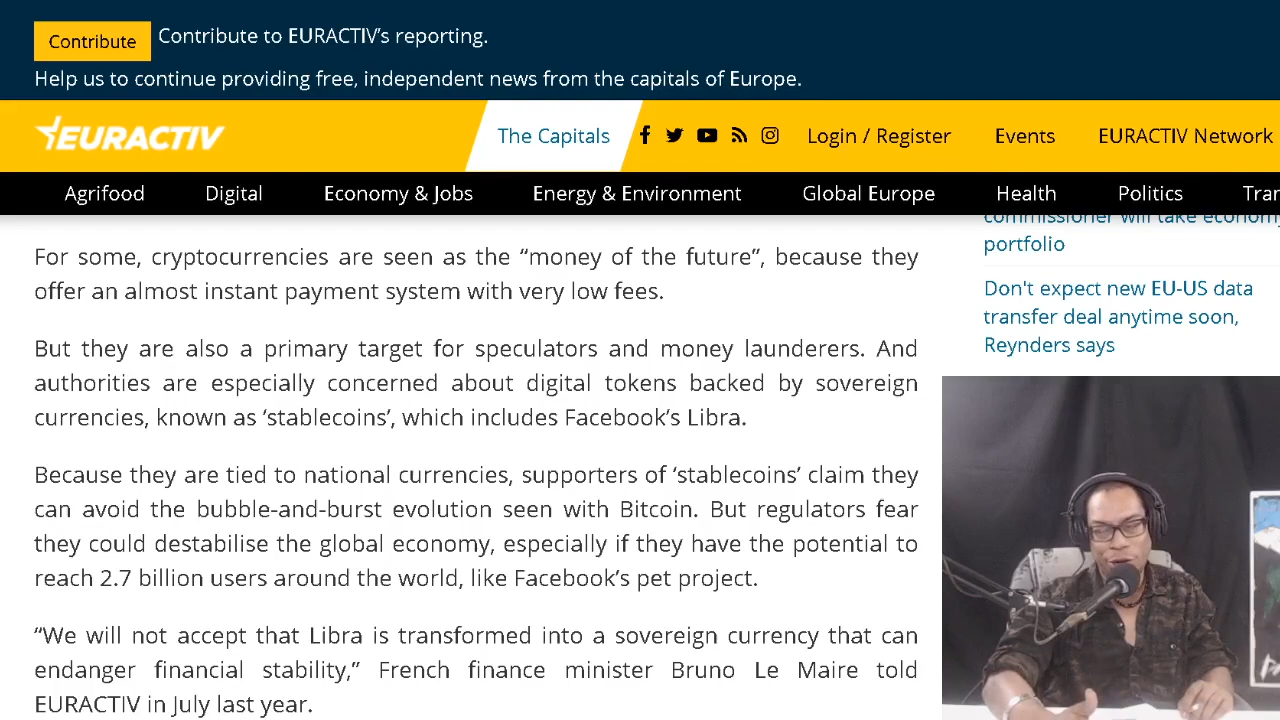 Contribute
Contribute to EURACTIV's reporting.
Help us to continue providing free, independent news from the capitals of Europe.
EURACTIV
The Capitals
Login / Register
Events
EURACTIV Network
Agrifood
Digital
Economy & Jobs
Energy & Environment
Global Europe
Health
Politics
Tran
For some, cryptocurrencies are seen as the “money of the future”, because they
offer an almost instant payment system with very low fees.
But they are also a primary target for speculators and money launderers. And
authorities are especially concerned about digital tokens backed by sovereign
currencies, known as ‘stablecoins’, which includes Facebook’s Libra.
Because they are tied to national currencies, supporters of ‘stablecoins’ claim they
can avoid the bubble-and-burst evolution seen with Bitcoin. But regulators fear
they could destabilise the global economy, especially if they have the potential to
reach 2.7 billion users around the world, like Facebook’s pet project.
“We will not accept that Libra is transformed into a sovereign currency that can
endanger financial stability,” French finance minister Bruno Le Maire told
EURACTIV in July last year.
commissioner will take economy
portfolio
Don't expect new EU-US data
transfer deal anytime soon,
Reynders says